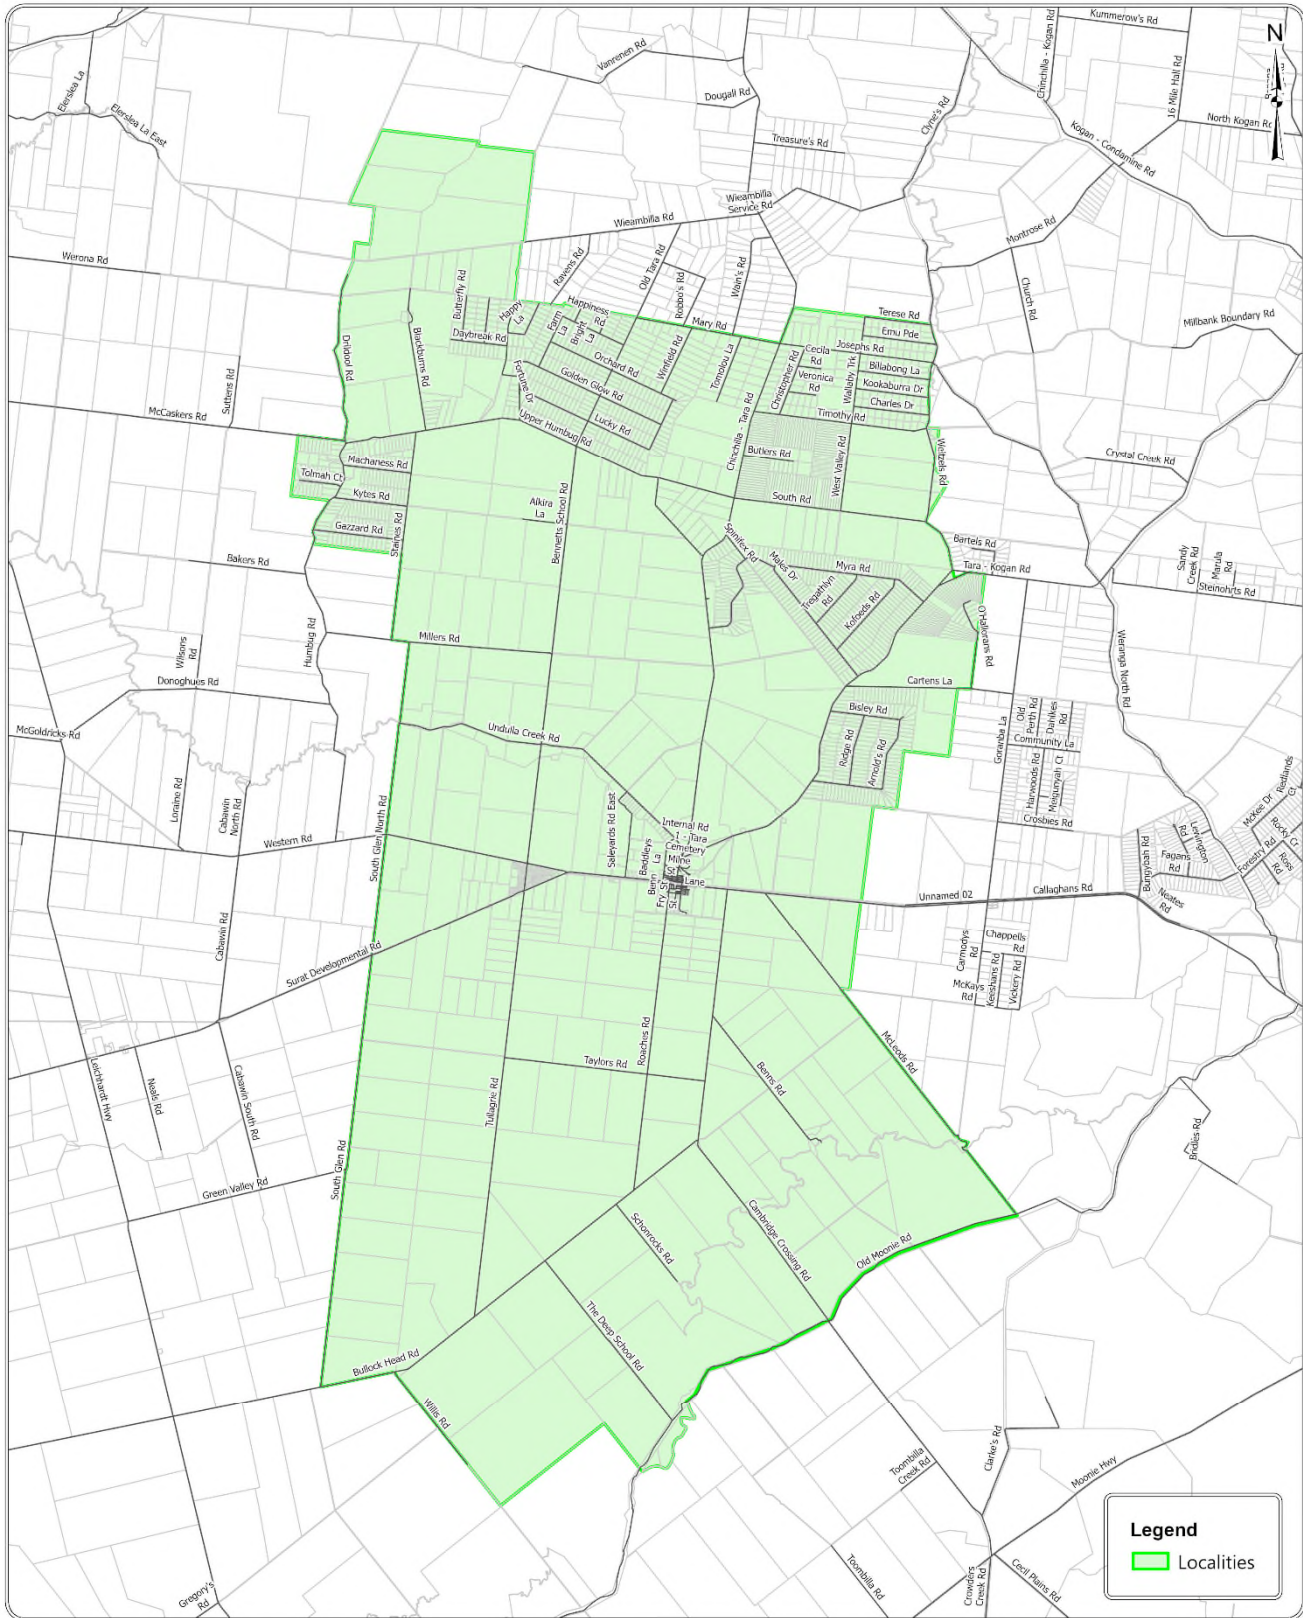 Kummerow's Rd
N
Chinchilla - Kogan Rd
16 Mile Hall Rd
Vanrenen Rd
Elerslea La
Elerslea La East
Dougall Rd
Clyne's Rd
North Kogan Rd
Treasure's Rd
Kogan - Condamine Rd
Wieambilla
Service Rd
Wieambilla Rd
Montrose Rd
Werona Rd
Ravens Rd
Old Tara Rd
Robbo's Rd
Wain's Rd
Church Rd
Butterfly Rd
Happy
La
Happiness
Rd
Farm
La
Bright
La
Mary Rd
Terese Rd
Emu Pde
Millbank Boundary Rd
Daybreak Rd
Drildool Rd
Blackburns Rd
Orchard Rd
Winfield Rd
Tomolou La
Josephs Rd
Cecila
Rd
Christopher Rd
Veronica
Rd
Wallaby Trk
Billabong La
Kookaburra Dr
Charles Dr
Suttens Rd
Fortune Dr
Golden Glow Rd
Lucky Rd
Upper Humbug Rd
McCaskers Rd
Chinchilla - Tara Rd
Timothy Rd
Butlers Rd
West Valley Rd
Weitzels Rd
Crystal Creek Rd
Machaness Rd
Tolmah Ct
Kytes Rd
Gazzard Rd
Staines Rd
Alkira
La
Bennetts School Rd
South Rd
Spinifex Rd
Bartels Rd
Tara - Kogan Rd
Sandy
Creek Rd
Marula
Rd
Steinohrts Rd
Bakers Rd
Males Dr
Myra Rd
Tregathlyn
Rd
Kofoeds Rd
O'Hallorans Rd
Wilsons
Rd
Humbug Rd
Millers Rd
Weranga North Rd
Donoghues Rd
Cartens La
McGoldricks Rd
Undulla Creek Rd
Bisley Rd
Ridge Rd
Arnold's Rd
Goranba La
Old
Perth Rd
Dahlkes
Rd
Community La
Harwoods Rd
Meigunyah Ct
Crosbies Rd
Loraine Rd
Cabawin
North Rd
South Glen North Rd
Saleyards Rd East
Internal Rd
1 - Tara
Cemetery
Milne
St
Lane
Baddleys
La
Benn
Fry St
St
Western Rd
Redlands
Ct
McKee Dr
Rocky Cr
Forestry Rd
Ross
Rd
Lewington
Rd
Fagans
Rd
Bungybah Rd
Neates
Rd
Unnamed 02
Callaghans Rd
Cabawin Rd
Surat Developmental Rd
Carmodys
Rd
Chappells
Rd
Keeshans Rd
Vickery Rd
McKays
Rd
Leichhardt Hwy
Neals Rd
Cabawin South Rd
Taylors Rd
Roaches Rd
Benns Rd
McLeods Rd
Tullagrie Rd
Bridles Rd
Green Valley Rd
South Glen Rd
Schonrocks Rd
Cambridge Crossing Rd
Old Moonie Rd
The Deep School Rd
Bullock Head Rd
Willis Rd
Toombilla
Creek Rd
Clarke's Rd
Moonie Hwy
Toombilla Rd
Crowders
Creek Rd
Cecil Plains Rd
Gregory's
Rd
Legend
Localities